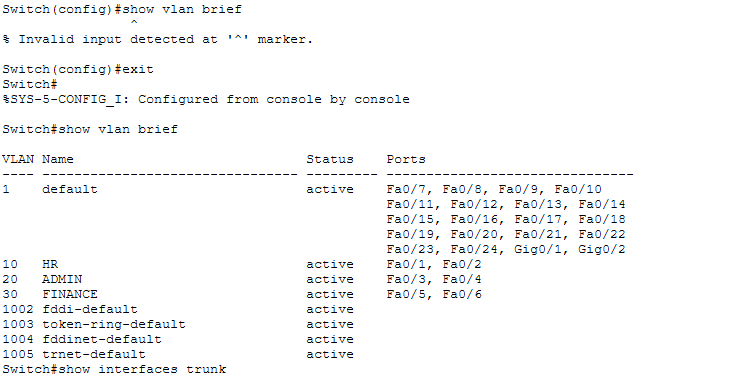 Switch(config)#show vlan brief
^
% Invalid input detected at '^' marker.
Switch(config)#exit
Switch#
%SYS-5-CONFIG_I: Configured from console by console
Switch#show vlan brief
VLAN Name Status Ports
---- -------------------------------- --------- -------------------------------
1 default active Fa0/7, Fa0/8, Fa0/9, Fa0/10
Fa0/11, Fa0/12, Fa0/13, Fa0/14
Fa0/15, Fa0/16, Fa0/17, Fa0/18
Fa0/19, Fa0/20, Fa0/21, Fa0/22
Fa0/23, Fa0/24, Gig0/1, Gig0/2
10 HR active Fa0/1, Fa0/2
20 ADMIN active Fa0/3, Fa0/4
30 FINANCE active Fa0/5, Fa0/6
1002 fddi-default active
1003 token-ring-default active
1004 fddinet-default active
1005 trnet-default active
Switch#show interfaces trunk